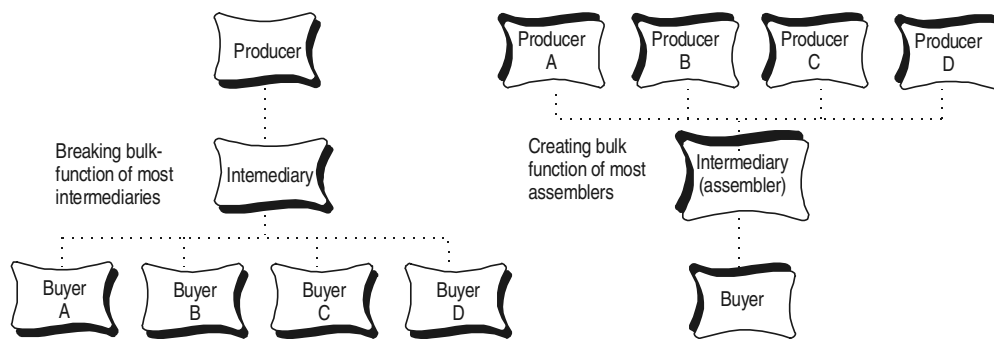 Producer
Breaking bulk-
function of most
intermediaries
Intemediary
Buyer
A
Buyer
B
Buyer
C
Buyer
D
Producer
A
Producer
B
Producer
C
Producer
D
Creating bulk
function of most
assemblers
Intermediary
(assembler)
Buyer